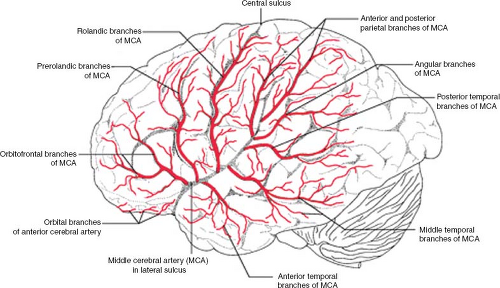 Central sulcus
Rolandic branches
of MCA
Anterior and posterior
parietal branches of MCA
Prerolandic branches
of MCA
Angular branches
of MCA
Posterior temporal
branches of MCA
Orbitofrontal branches
of MCA
Orbital branches
of anterior cerebral artery
Middle temporal
branches of MCA
Middle cerebral artery (MCA)
in lateral sulcus
Anterior temporal
branches of MCA